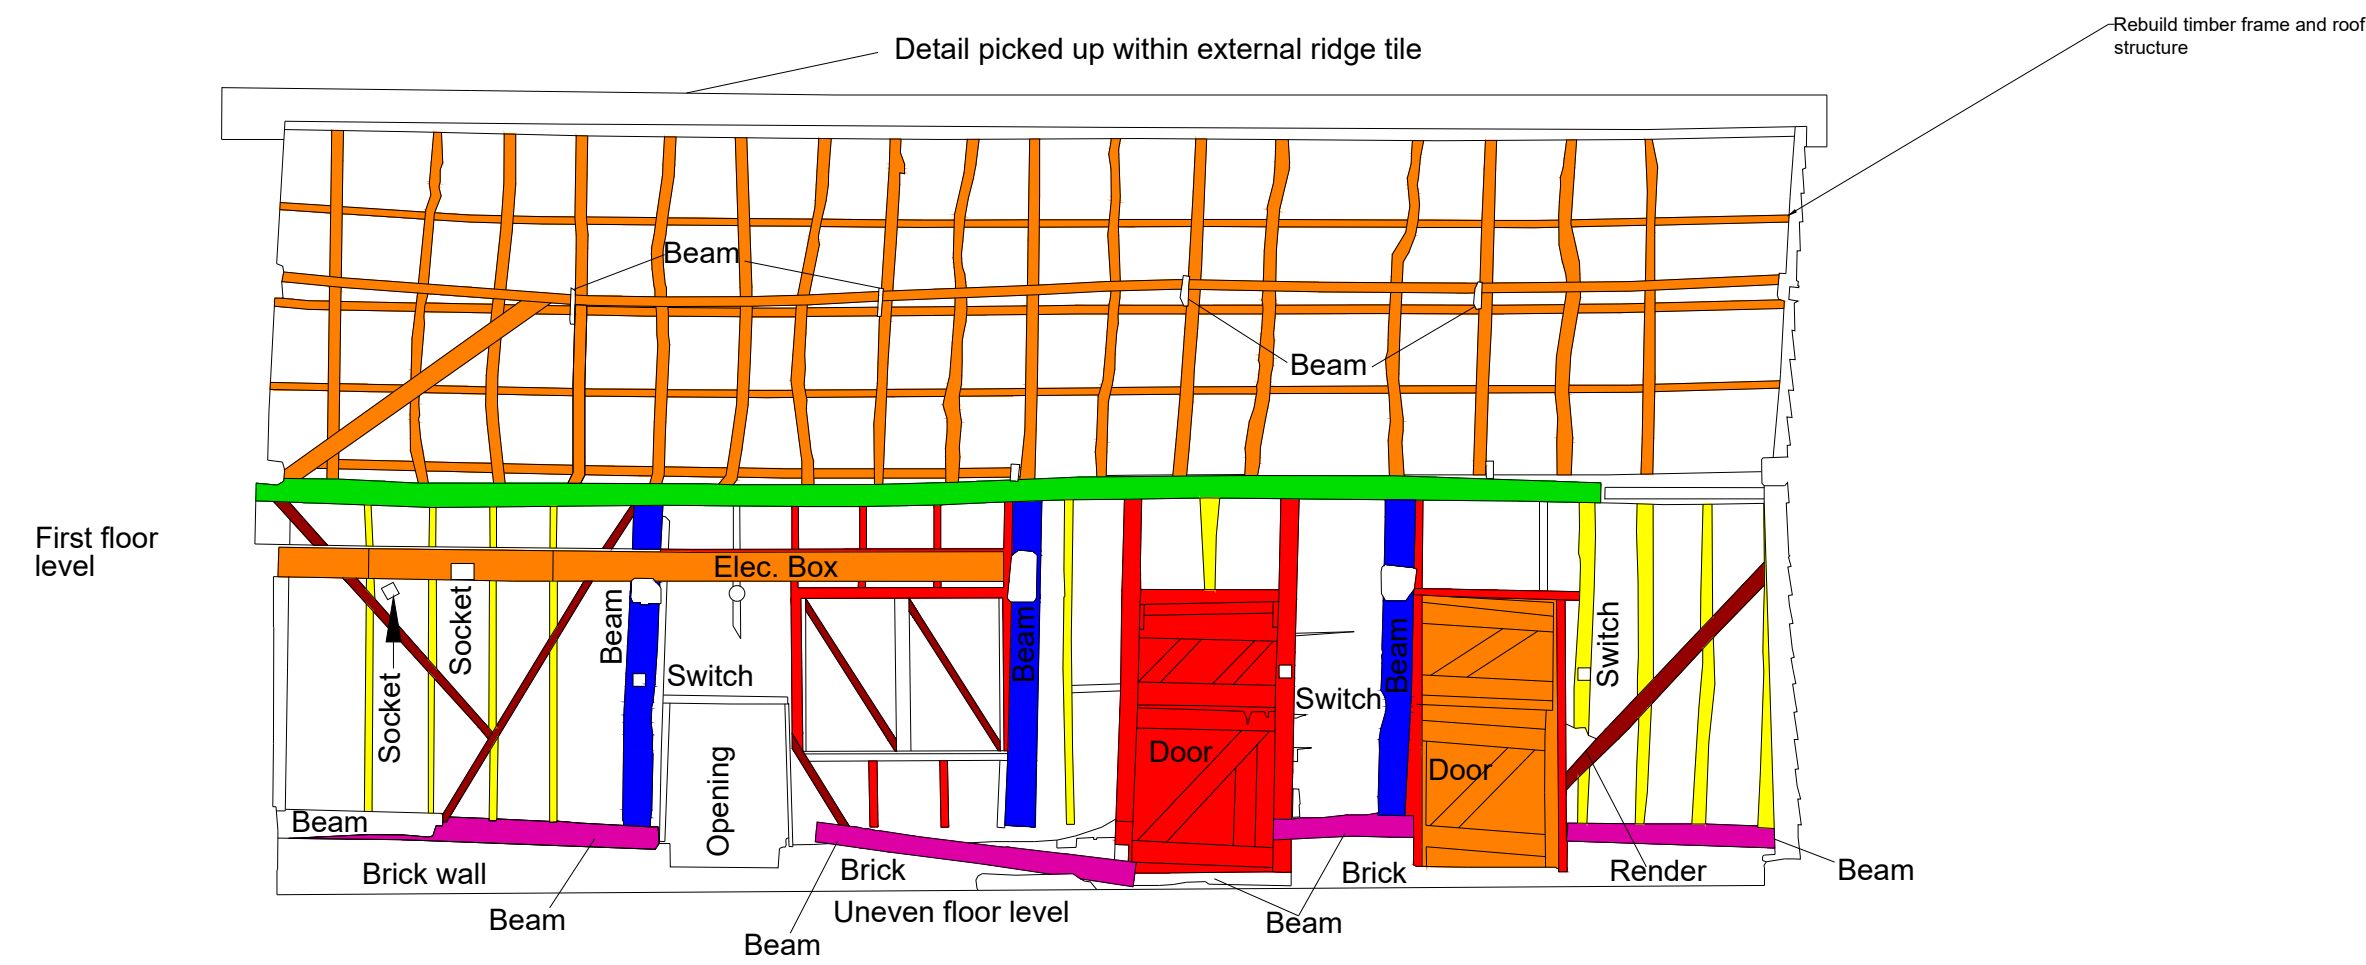 Rebuild timber frame and roof
structure
Detail picked up within external ridge tile
Beam
Beam
First floor
level
Elec. Box
Socket
Socket
Beam
Switch
Opening
Beam
Door
Switch
Beam
Door
Switch
Beam
Brick wall
Beam
Brick
Beam
Uneven floor level
Brick
Beam
Render
Beam